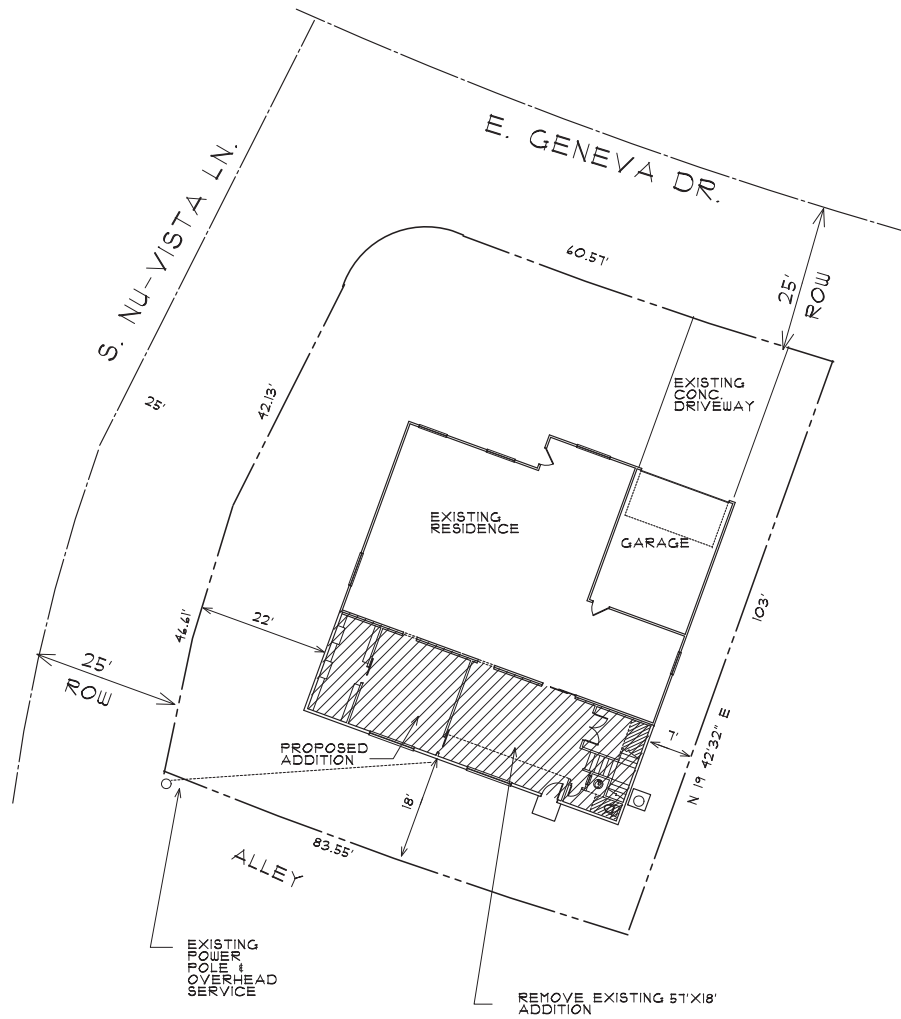 E. GENEVA DR.
S. NU-VISTA LN.
60.57'
25'
ROW
EXISTING
CONC.
DRIVEWAY
42.13'
25'
EXISTING
RESIDENCE
GARAGE
103'
46.61'
22'
25'
ROW
7'
N 19 42'32" E
PROPOSED
ADDITION
18'
83.55'
ALLEY
EXISTING
POWER
POLE &
OVERHEAD
SERVICE
REMOVE EXISTING 57'X18'
ADDITION